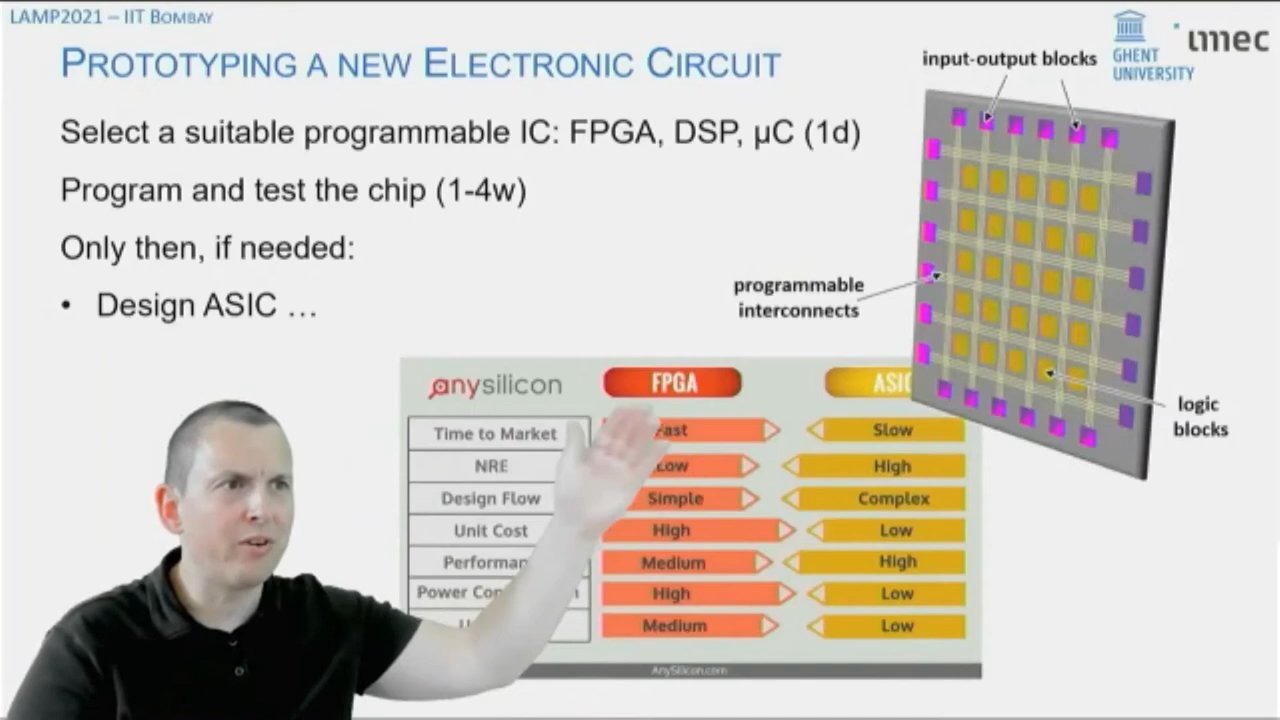 LAMP2021 – IIT BOMBAY
PROTOTYPING A NEW ELECTRONIC CIRCUIT
GHENT
UNIVERSITY
imec
input-output blocks
Select a suitable programmable IC: FPGA, DSP, µC (1d)
Program and test the chip (1-4w)
Only then, if needed:
• Design ASIC …
programmable
interconnects
logic
blocks
anysilicon FPGA
Time to Market Fast Slow
NRE Low High
Design Flow Simple Complex
Unit Cost High Low
Medium High
Power High Low
Medium Low
AnySilicon.com